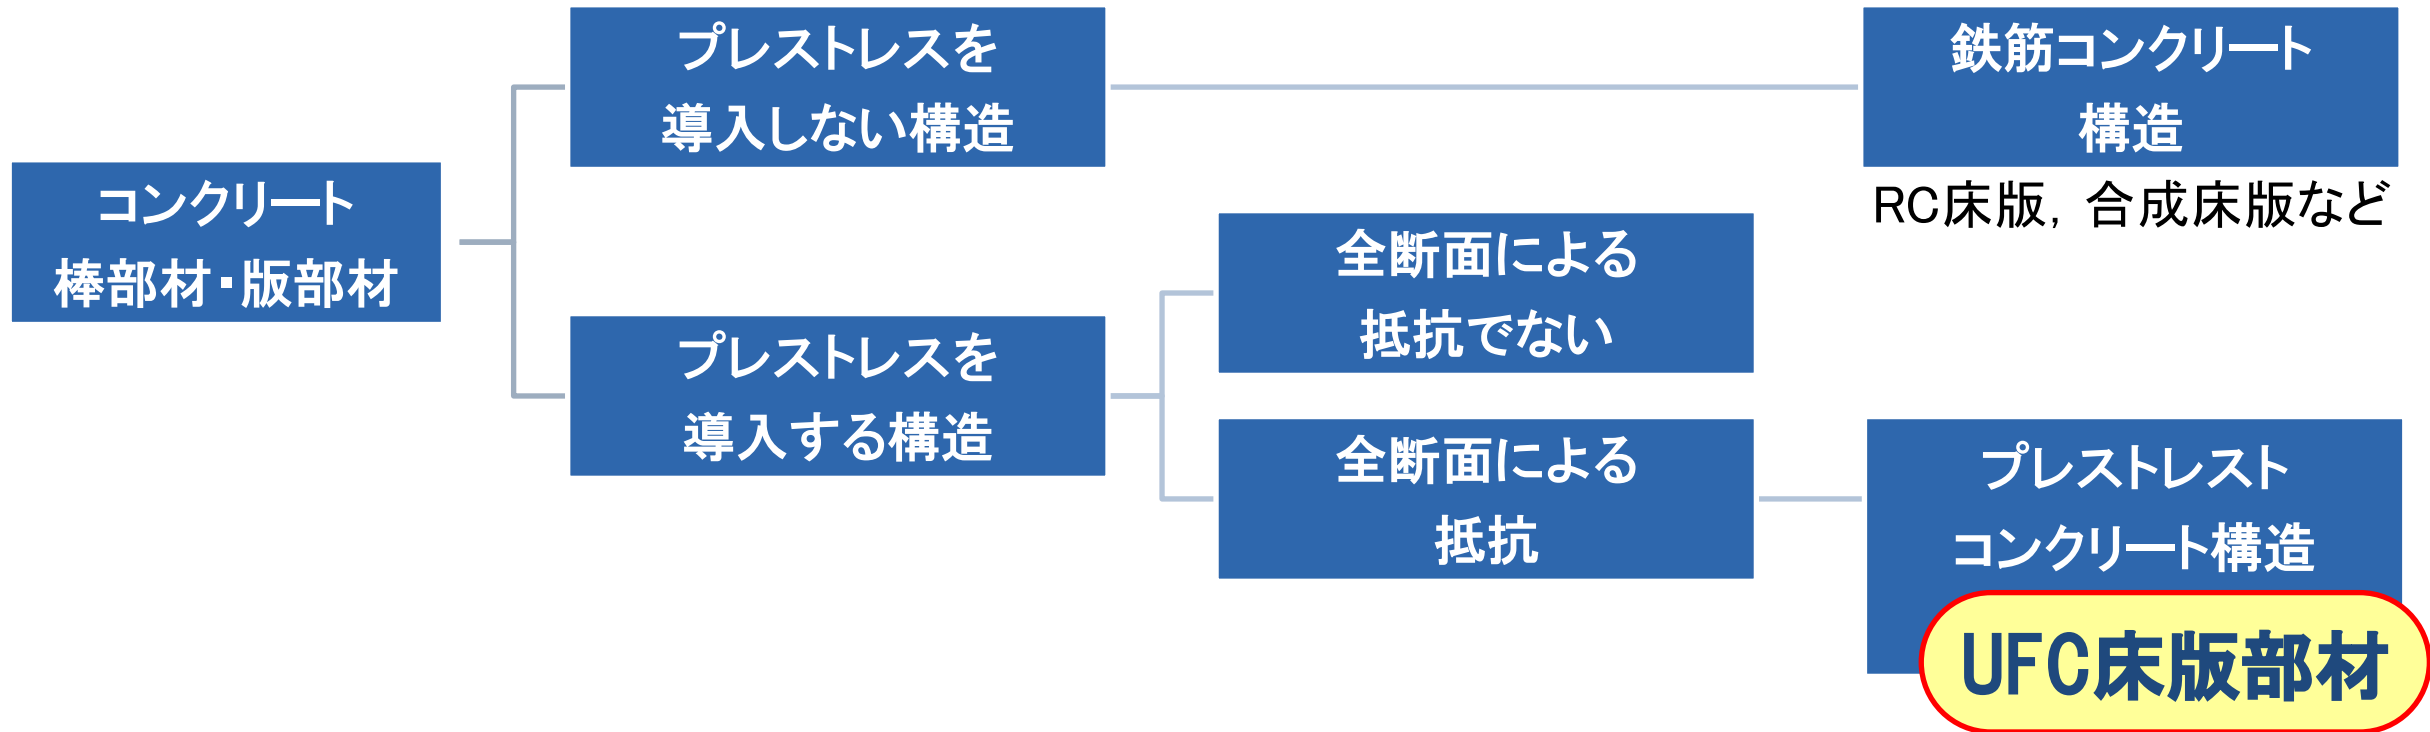 コンクリート
棒部材・版部材
プレストレスを
導入しない構造
鉄筋コンクリート
構造
RC床版，合成床版など
プレストレスを
導入する構造
全断面による
抵抗でない
全断面による
抵抗
プレストレスト
コンクリート構造
UFC床版部材